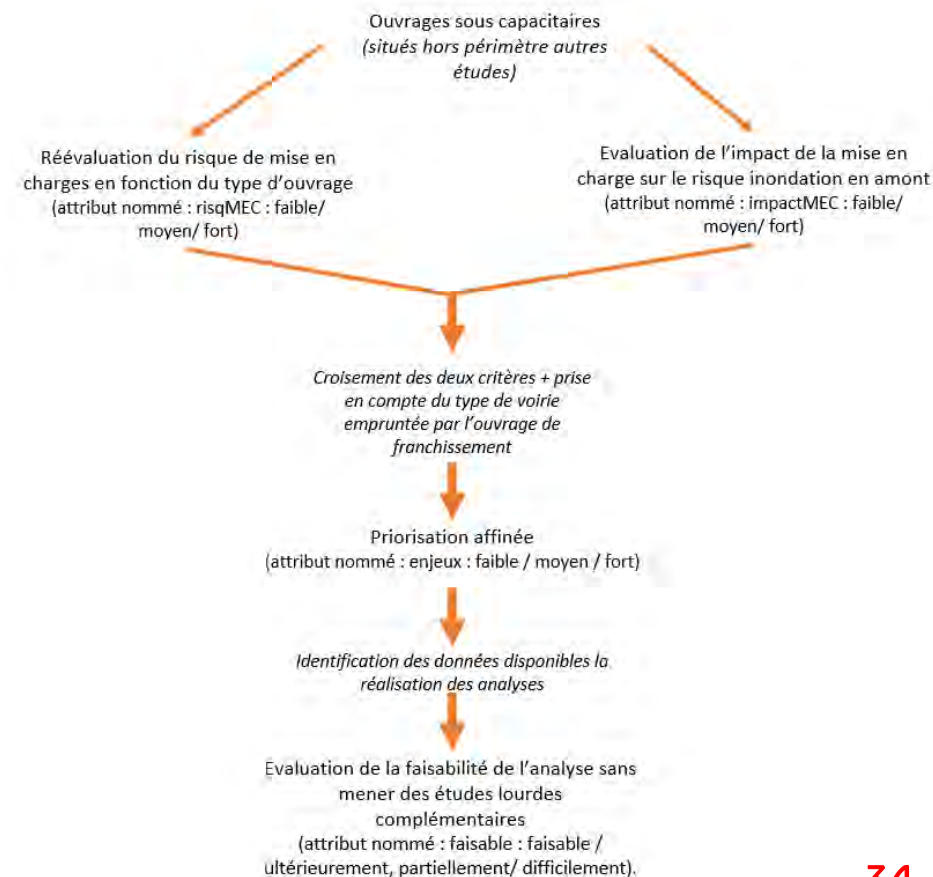 Ouvrages sous capacitaires
(situés hors périmètre autres
études)
Réévaluation du risque de mise en
charges en fonction du type d'ouvrage
(attribut nommé : risqMEC : faible/
moyen/ fort)
Evaluation de l'impact de la mise en
charge sur le risque inondation en amont
(attribut nommé : impactMEC : faible/
moyen/ fort)
Croisement des deux critères + prise
en compte du type de voirie
empruntée par l'ouvrage de
franchissement
Priorisation affinée
(attribut nommé : enjeux : faible / moyen / fort)
Identification des données disponibles la
réalisation des analyses
Evaluation de la faisabilité de l'analyse sans
mener des études lourdes
complémentaires
(attribut nommé : faisable : faisable /
ultérieurement, partiellement/ difficilement).